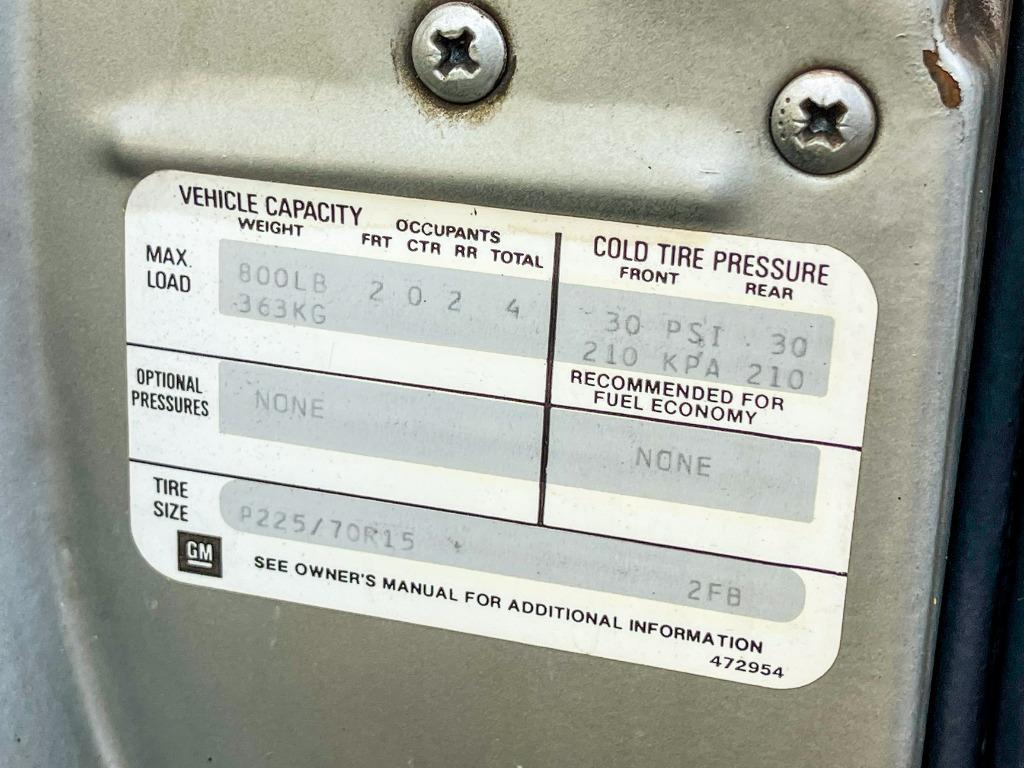 VEHICLE CAPACITY
WEIGHT OCCUPANTS
FRT CTR RR TOTAL
MAX. LOAD
800LB 2 0 2 4
363KG
COLD TIRE PRESSURE
FRONT REAR
30 PSI 30
210 KPA 210
RECOMMENDED FOR
FUEL ECONOMY
OPTIONAL
PRESSURES
NONE
NONE
TIRE
SIZE
P225/70R15
2FB
GM
SEE OWNER'S MANUAL FOR ADDITIONAL INFORMATION
472954